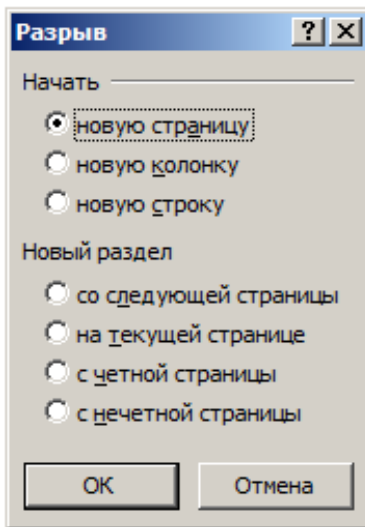 Разрыв
Начать
новую страницу
новую колонку
новую строку
Новый раздел
со следующей страницы
на текущей странице
с четной страницы
с нечетной страницы
ОК Отмена